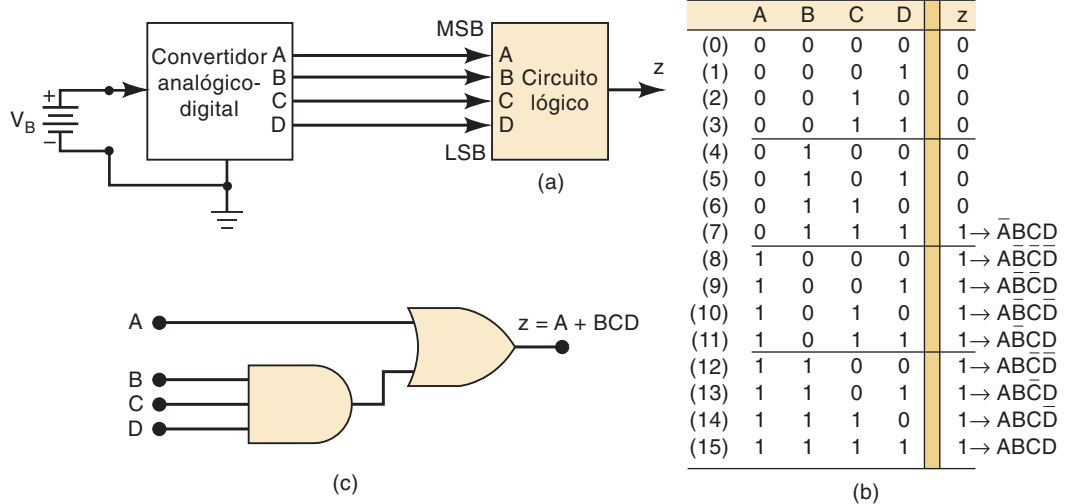 MSB
Convertidor
analógico-
digital
A
B
C
D
A
B
C
D
Circuito
lógico
z
+
V_B
−
LSB
(a)
A
B
C
D
z = A + BCD
(c)
A B C D z
(0) 0 0 0 0 0
(1) 0 0 0 1 0
(2) 0 0 1 0 0
(3) 0 0 1 1 0
(4) 0 1 0 0 0
(5) 0 1 0 1 0
(6) 0 1 1 0 0
(7) 0 1 1 1 1→ A̅BCD
(8) 1 0 0 0 1→ AB̅C̅D̅
(9) 1 0 0 1 1→ AB̅C̅D
(10) 1 0 1 0 1→ AB̅CD̅
(11) 1 0 1 1 1→ AB̅CD
(12) 1 1 0 0 1→ ABC̅D̅
(13) 1 1 0 1 1→ ABC̅D
(14) 1 1 1 0 1→ ABCD̅
(15) 1 1 1 1 1→ ABCD
(b)